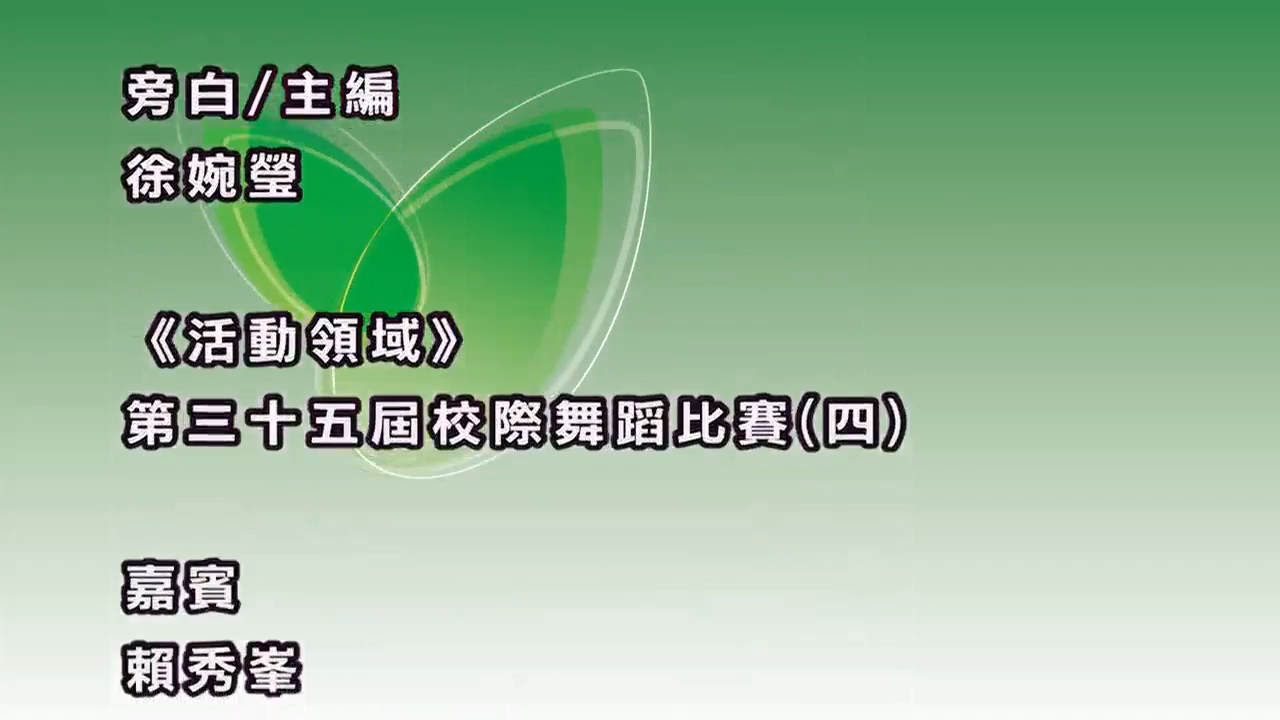 旁白/主編
徐婉瑩
《活動領域》
第三十五屆校際舞蹈比賽(四)
嘉賓
賴秀峯